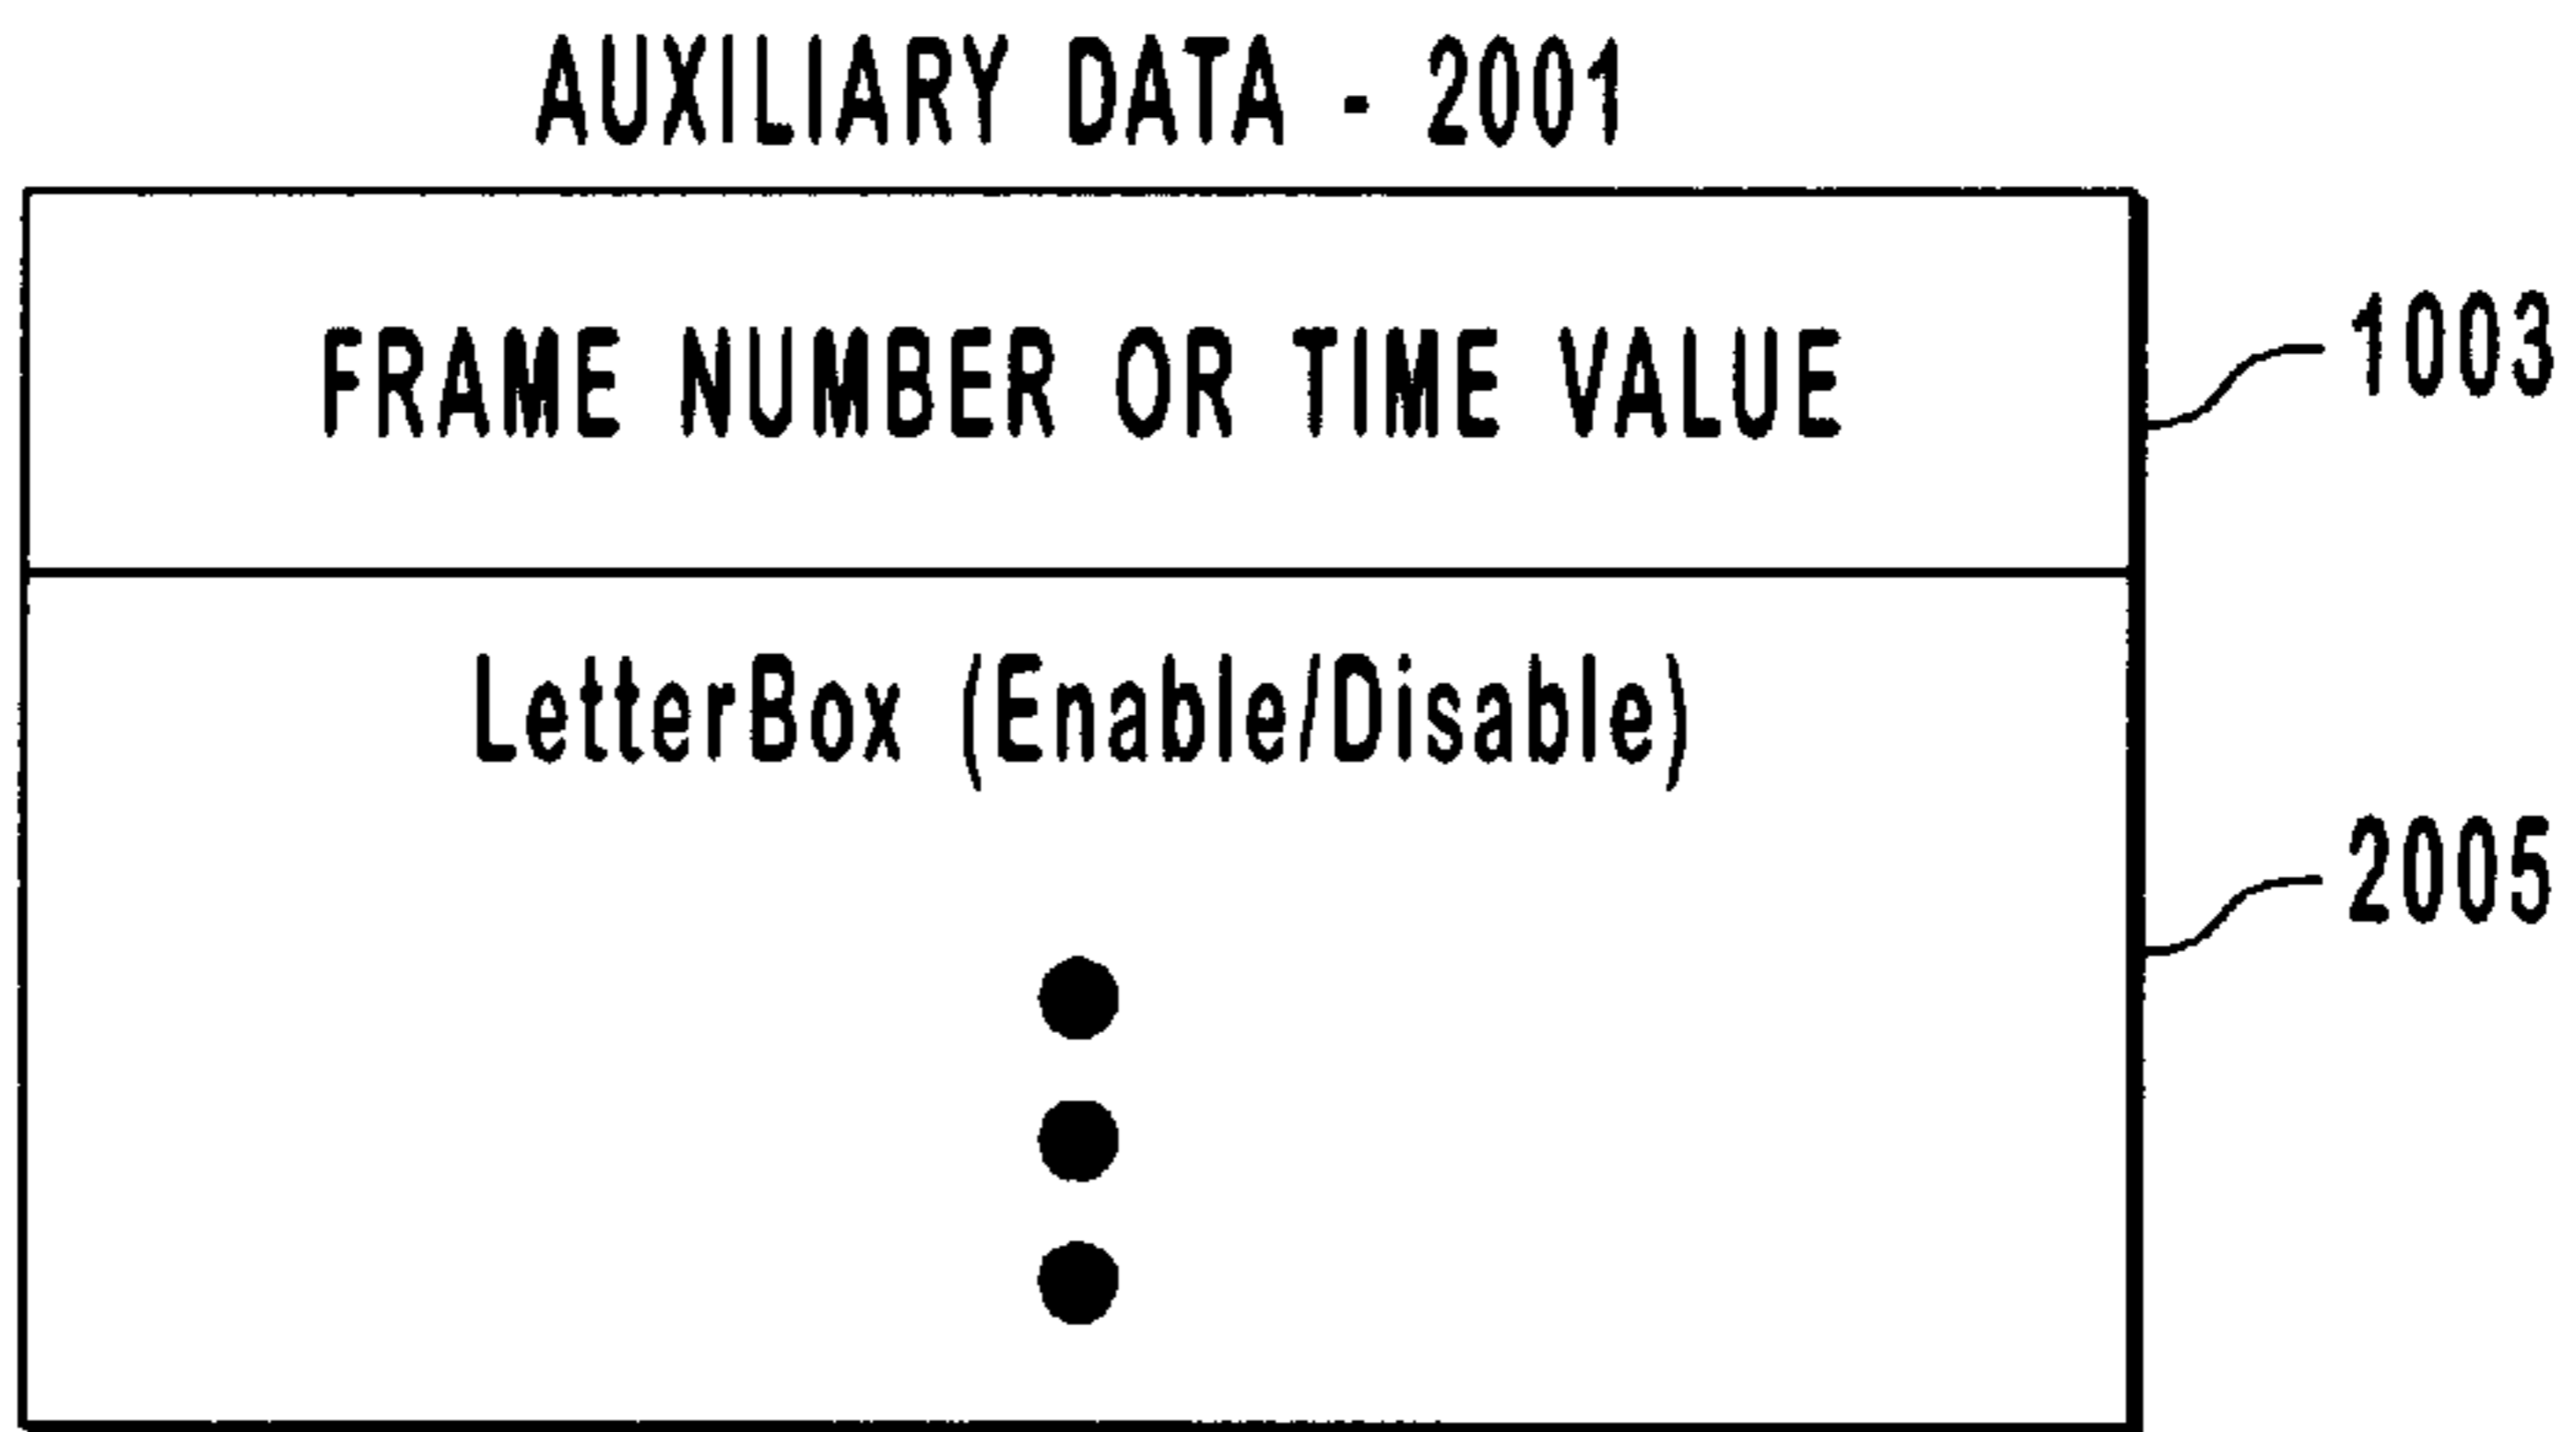 AUXILIARY DATA - 2001
FRAME NUMBER OR TIME VALUE
1003
LetterBox (Enable/Disable)
2005